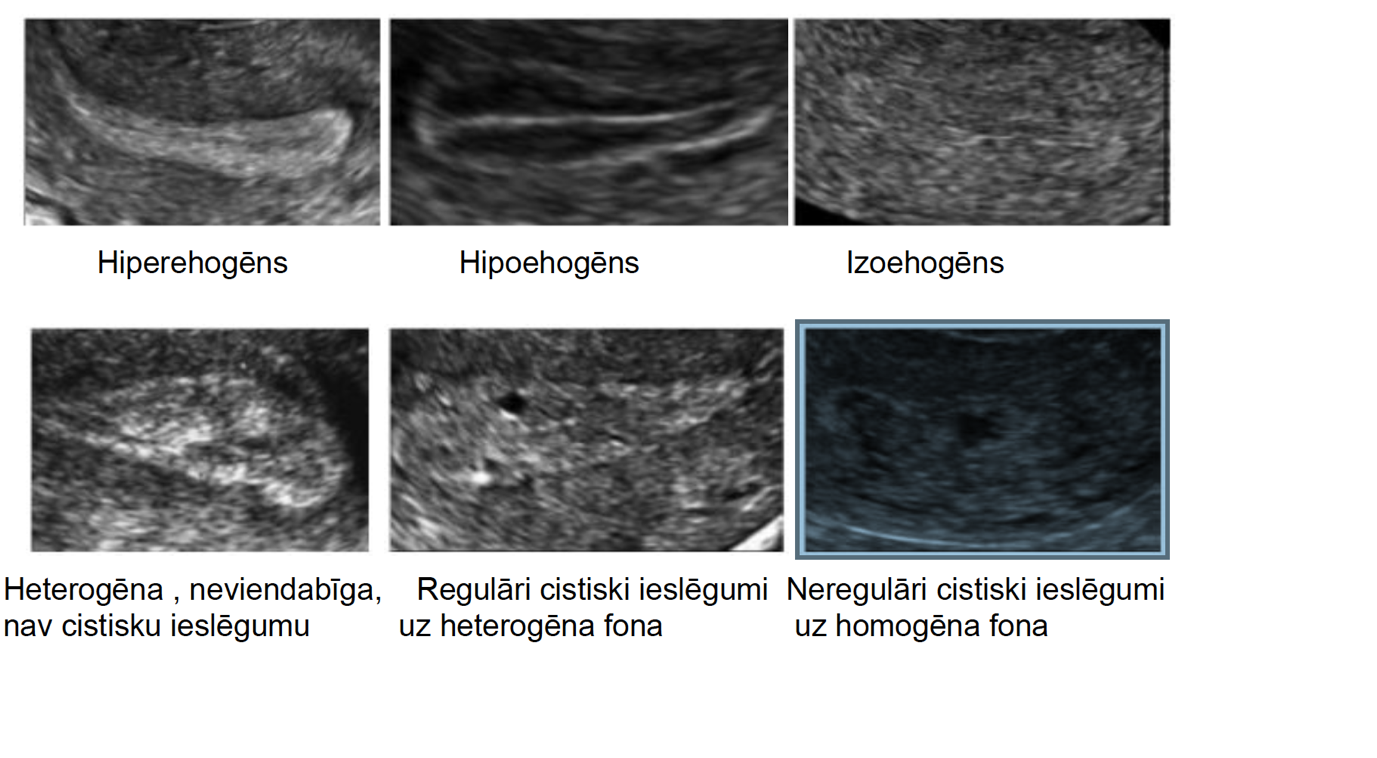 Hiperehogēns
Hipoehogēns
Izoehogēns
Heterogēna , neviendabīga,
nav cistisku ieslēgumu
Regulāri cistiski ieslēgumi
uz heterogēna fona
Neregulāri cistiski ieslēgumi
uz homogēna fona